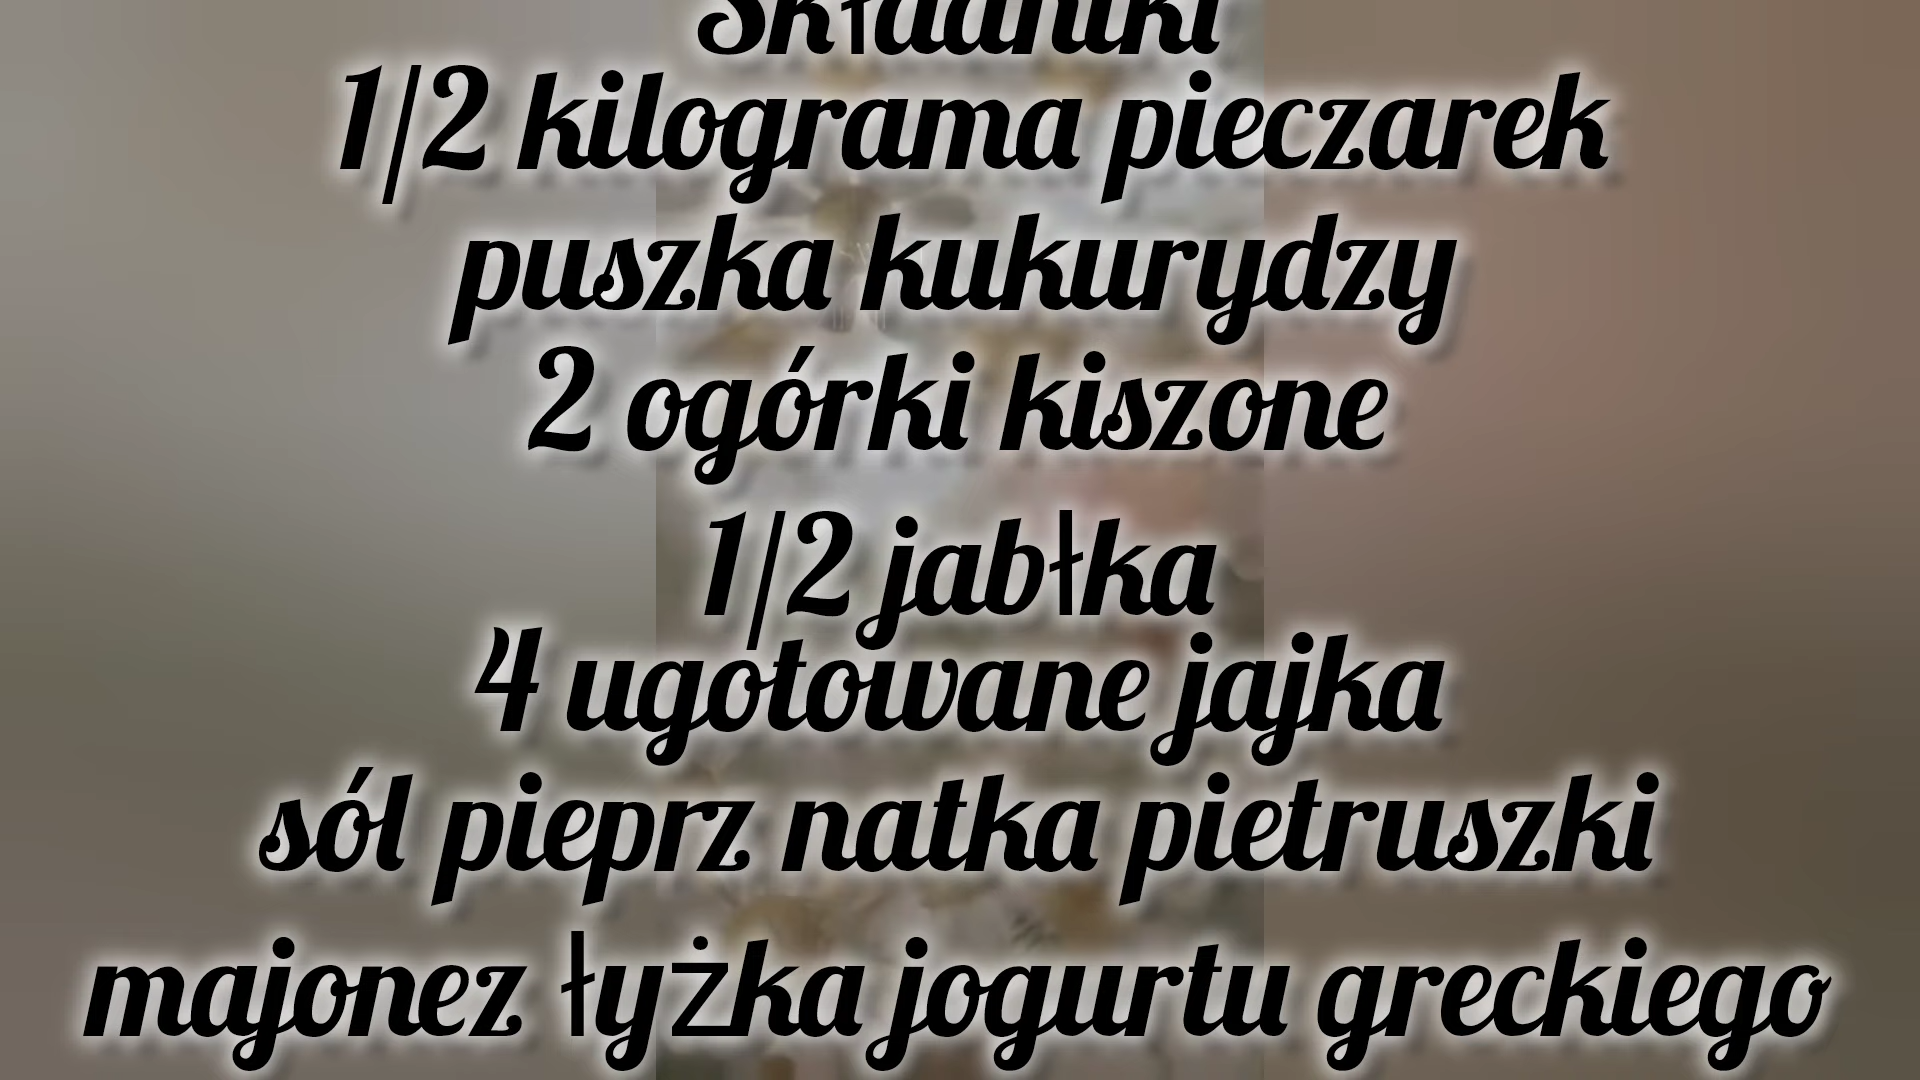 Składniki
1/2 kilograma pieczarek
puszka kukurydzy
2 ogórki kiszone
1/2 jabłka
4 ugotowane jajka
sól pieprz natka pietruszki
majonez łyżka jogurtu greckiego